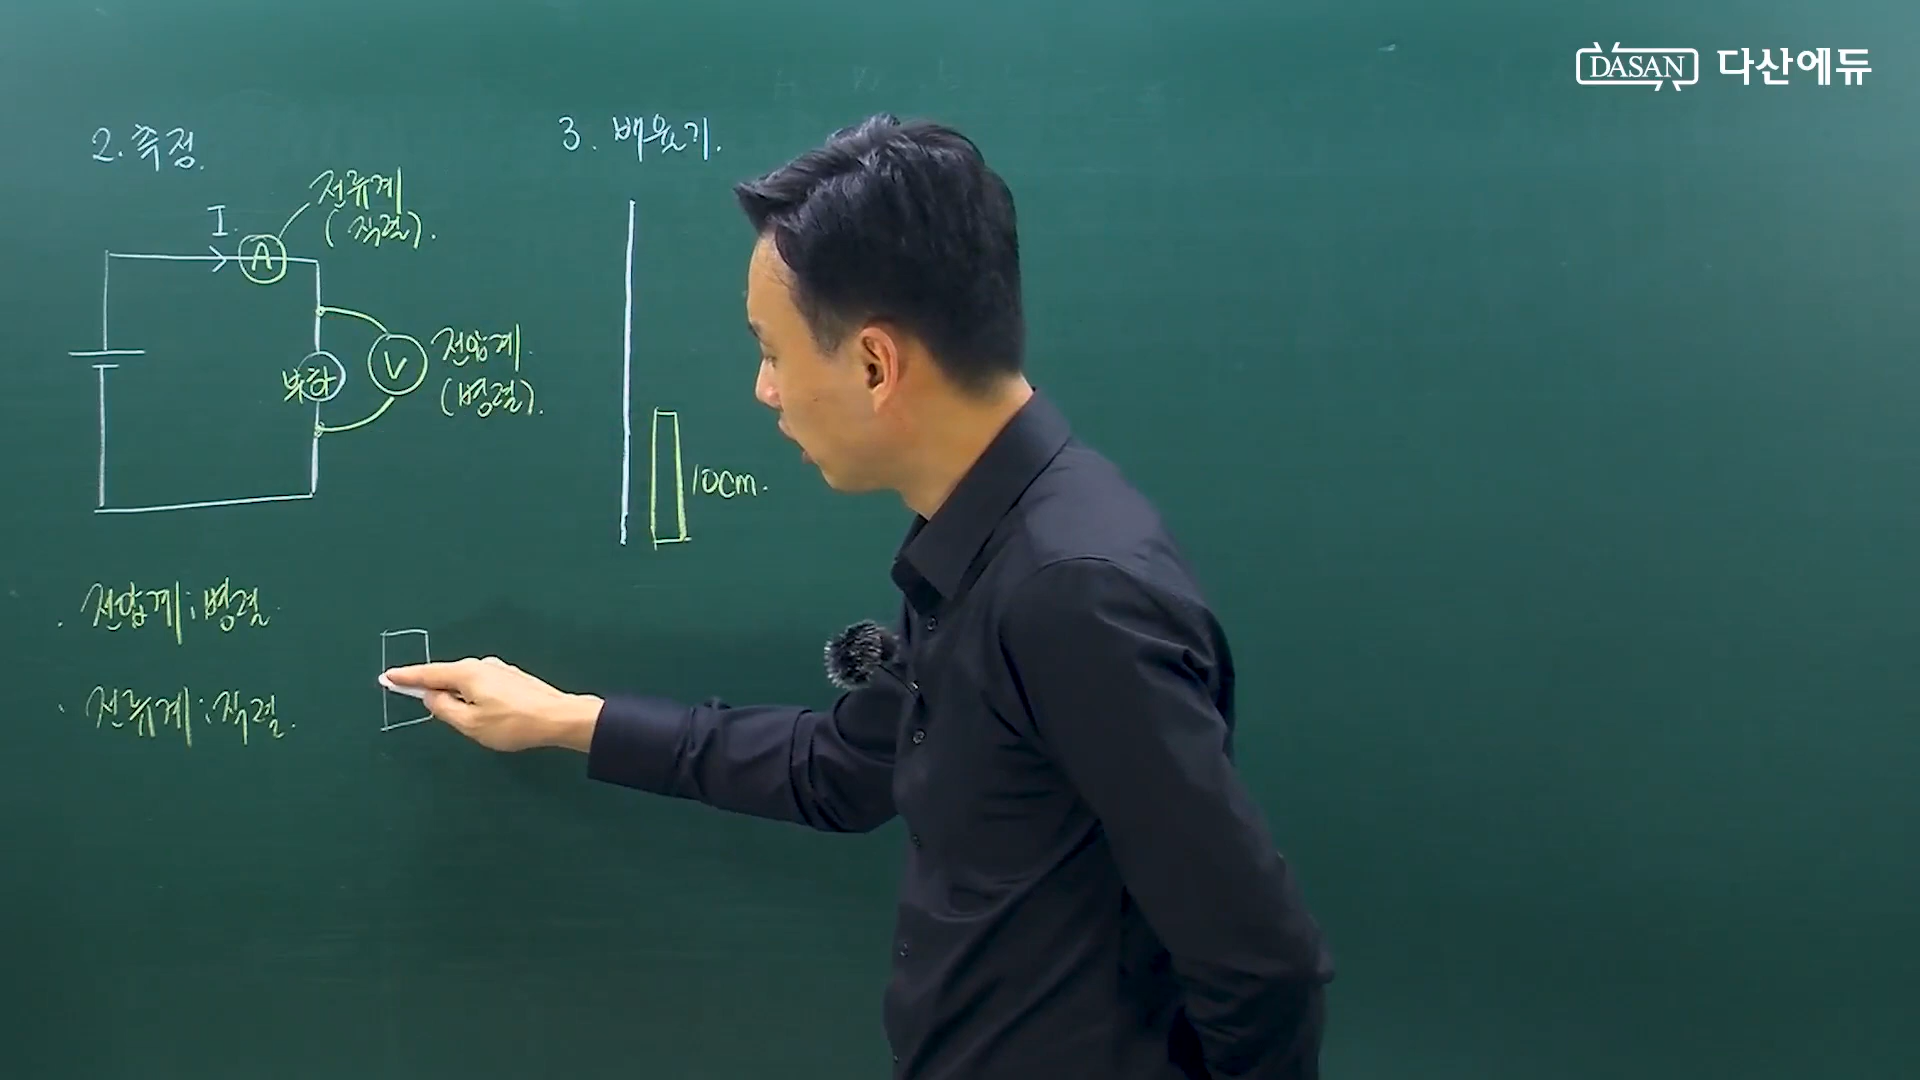 DASAN 다산에듀
2. 측정.
I.
A
전류계
(직렬).
부하
V
전압계.
(병렬).
· 전압계 : 병렬.
· 전류계 : 직렬.
3. 배율기.
10cm.